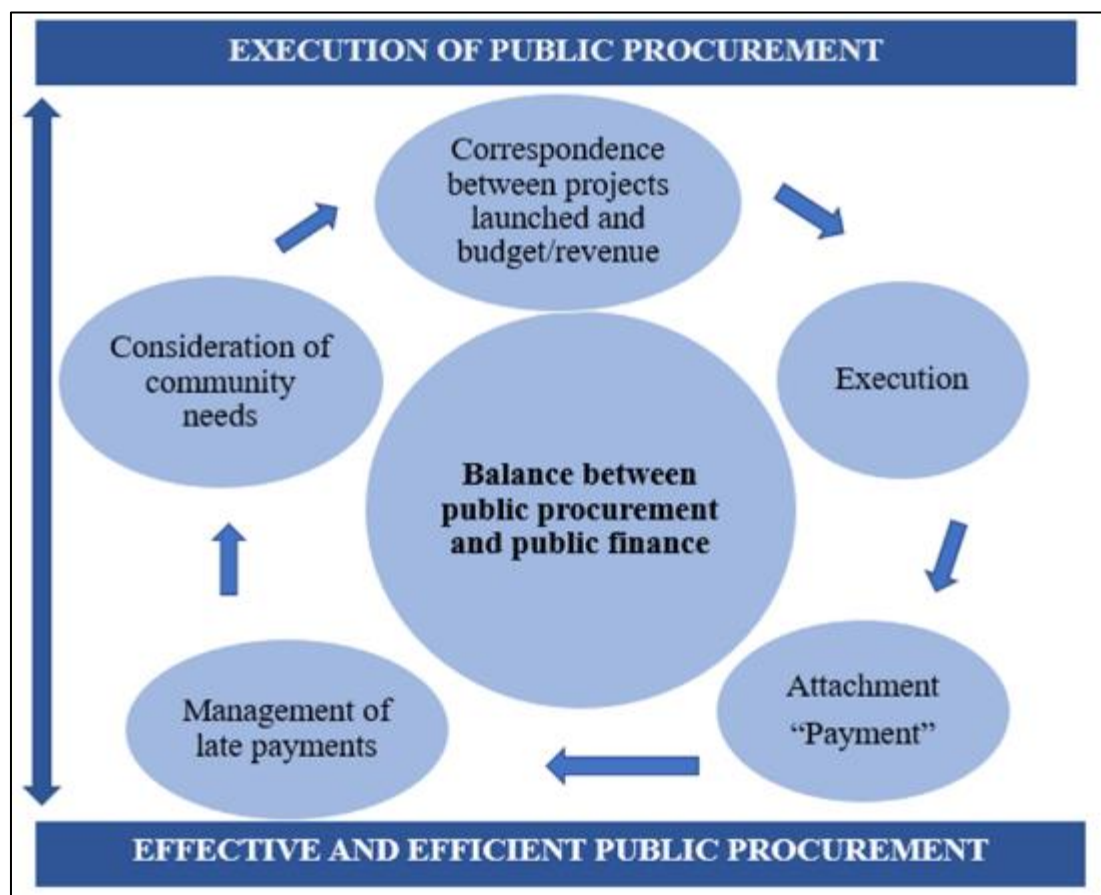 EXECUTION OF PUBLIC PROCUREMENT
Correspondence
between projects
launched and
budget/revenue
Consideration of
community
needs
Execution
Balance between
public procurement
and public finance
Management of
late payments
Attachment
“Payment”
EFFECTIVE AND EFFICIENT PUBLIC PROCUREMENT